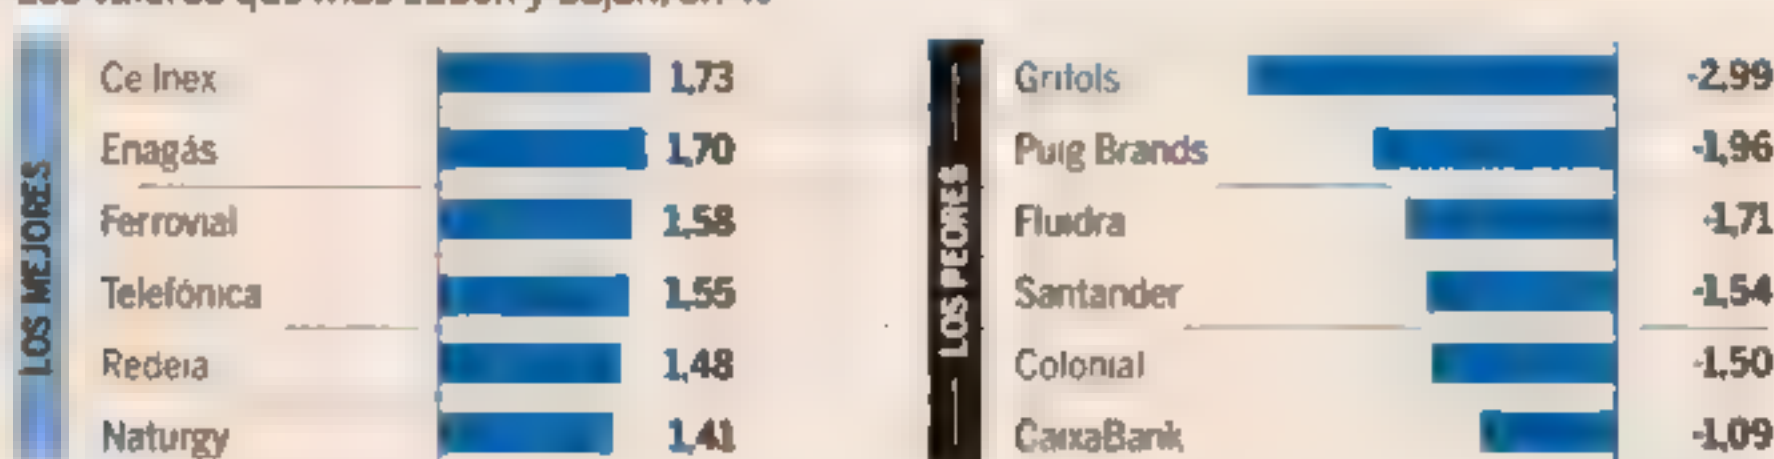 LOS MEJORES
Ce lnex 1,73
Enagás 1,70
Ferrovial 1,58
Telefónica 1,55
Redeia 1,48
Naturgy 1,41
LOS PEORES
Grifols -2,99
Puig Brands -1,96
Fluidra -1,71
Santander -1,54
Colonial -1,50
CaixaBank -1,09